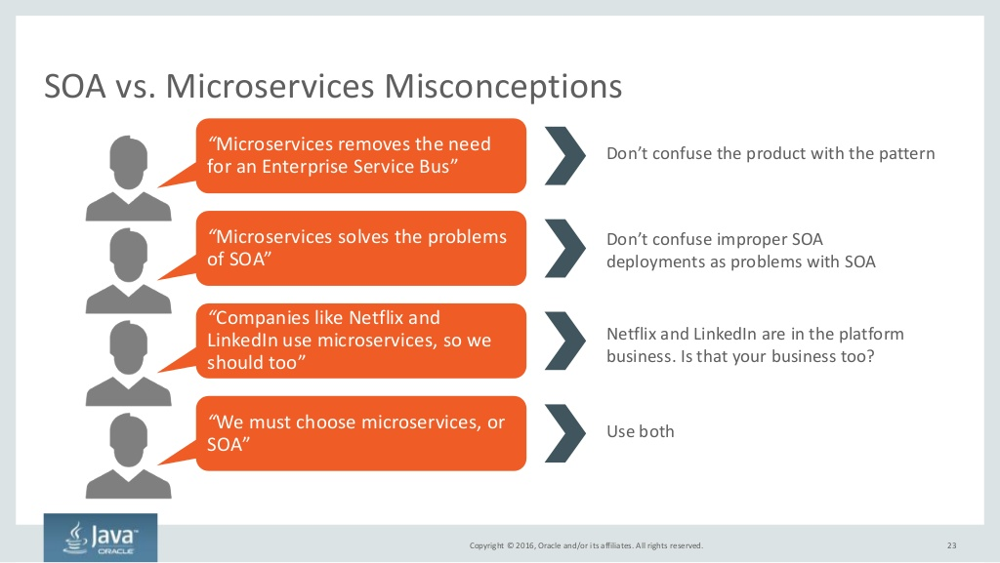 SOA vs. Microservices Misconceptions
“Microservices removes the need
for an Enterprise Service Bus”
Don’t confuse the product with the pattern
“Microservices solves the problems
of SOA”
Don’t confuse improper SOA
deployments as problems with SOA
“Companies like Netflix and
LinkedIn use microservices, so we
should too”
Netflix and LinkedIn are in the platform
business. Is that your business too?
“We must choose microservices, or
SOA”
Use both
Java™
ORACLE
Copyright © 2016, Oracle and/or its affiliates. All rights reserved.
23